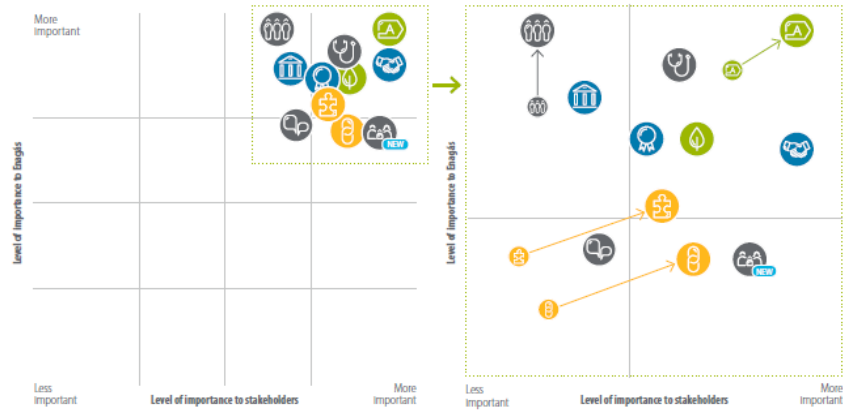 More
important
A
A
A
NEW
NEW
Level of importance to Enagás
Level of importance to Enagás
Less
important
Level of importance to stakeholders
More
important
Less
important
Level of importance to stakeholders
More
important